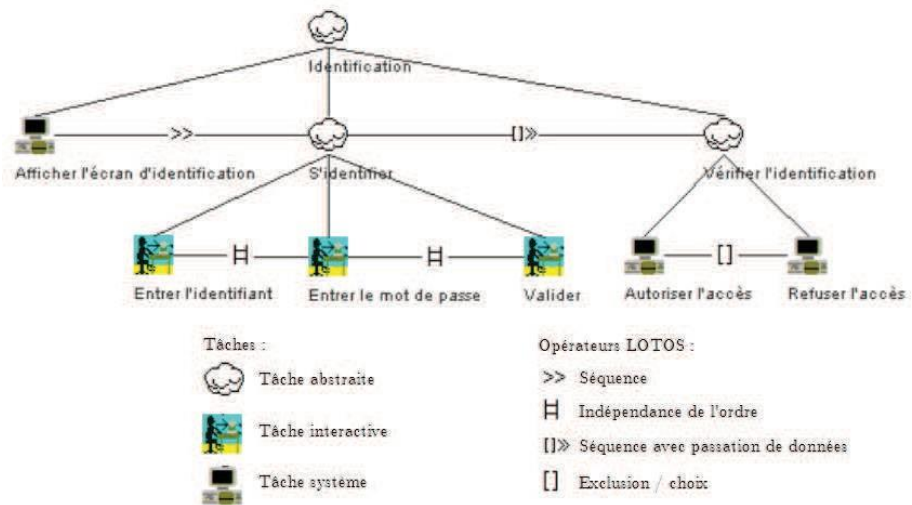 Identification
>> []>>
Afficher l'écran d'identification S'identifier Vérifier l'identification
[]
Entrer l'identifiant Entrer le mot de passe Valider Autoriser l'accès Refuser l'accès
Tâches :
Tâche abstraite
Tâche interactive
Tâche système
Opérateurs LOTOS :
>> Séquence
Indépendance de l'ordre
[]>> Séquence avec passation de données
[] Exclusion / choix